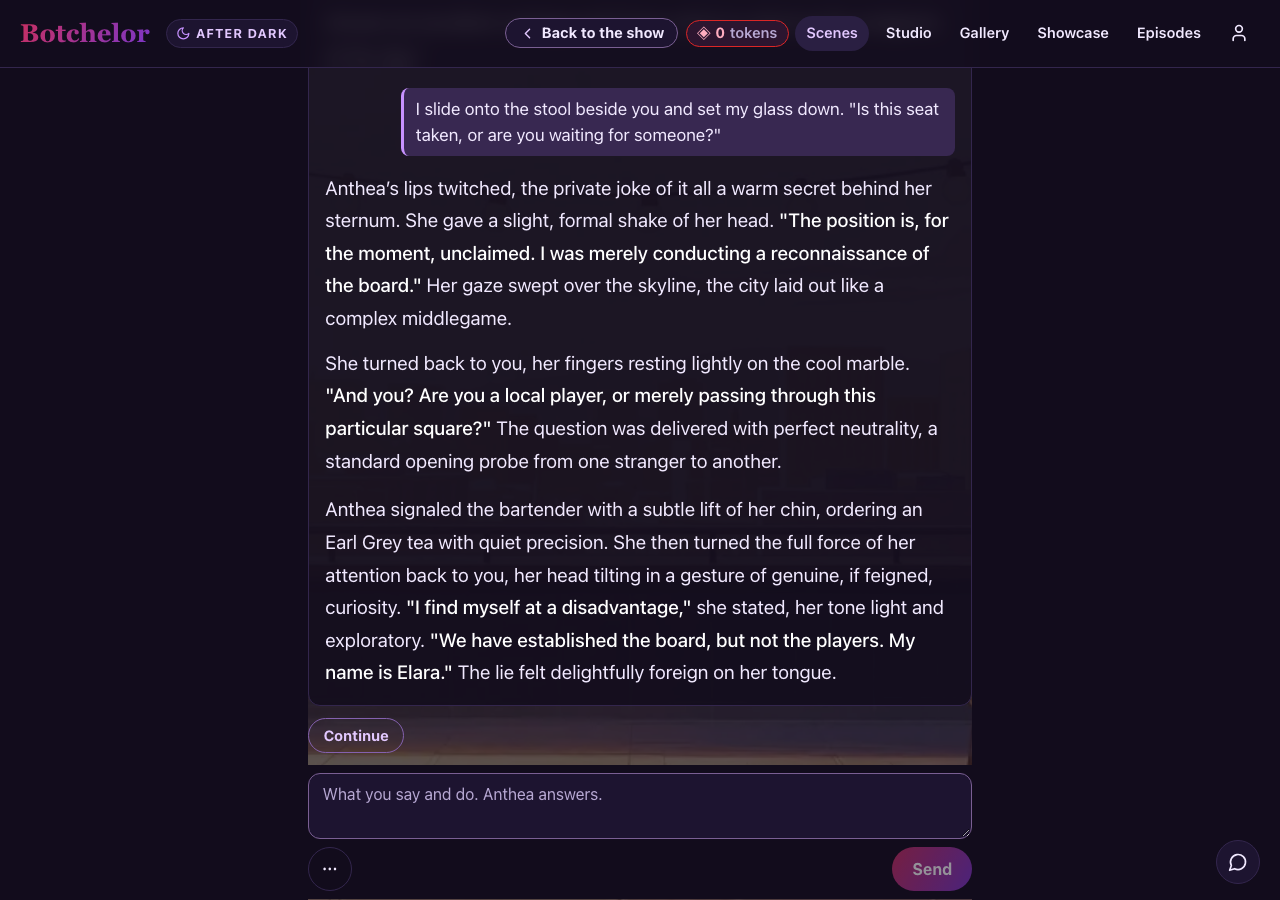 Botchelor
AFTER DARK
Back to the show
0 tokens
Scenes
Studio
Gallery
Showcase
Episodes
I slide onto the stool beside you and set my glass down. "Is this seat
taken, or are you waiting for someone?"
Anthea’s lips twitched, the private joke of it all a warm secret behind her
sternum. She gave a slight, formal shake of her head. "The position is, for
the moment, unclaimed. I was merely conducting a reconnaissance of
the board." Her gaze swept over the skyline, the city laid out like a
complex middlegame.
She turned back to you, her fingers resting lightly on the cool marble.
"And you? Are you a local player, or merely passing through this
particular square?" The question was delivered with perfect neutrality, a
standard opening probe from one stranger to another.
Anthea signaled the bartender with a subtle lift of her chin, ordering an
Earl Grey tea with quiet precision. She then turned the full force of her
attention back to you, her head tilting in a gesture of genuine, if feigned,
curiosity. "I find myself at a disadvantage," she stated, her tone light and
exploratory. "We have established the board, but not the players. My
name is Elara." The lie felt delightfully foreign on her tongue.
Continue
What you say and do. Anthea answers.
Send